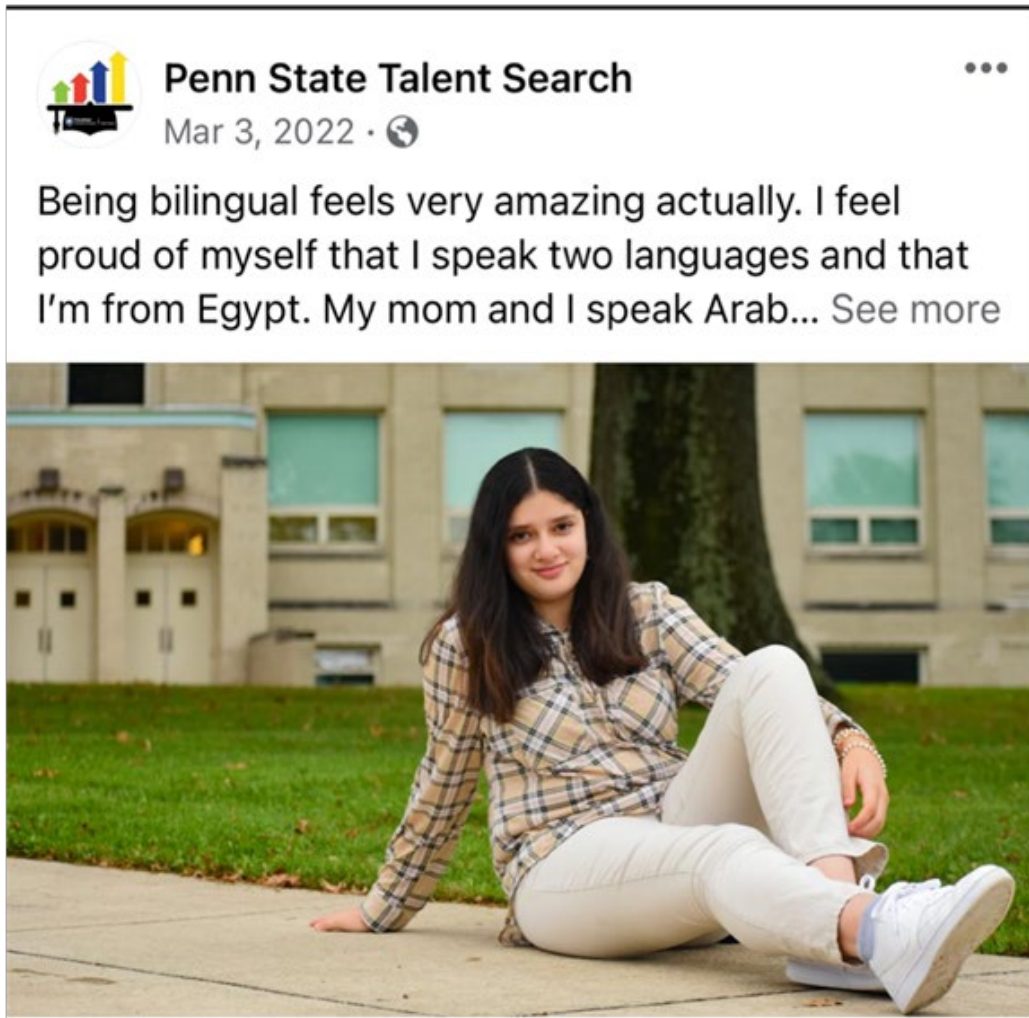 Penn State Talent Search
Mar 3, 2022 ·
Being bilingual feels very amazing actually. I feel
proud of myself that I speak two languages and that
I'm from Egypt. My mom and I speak Arab... See more